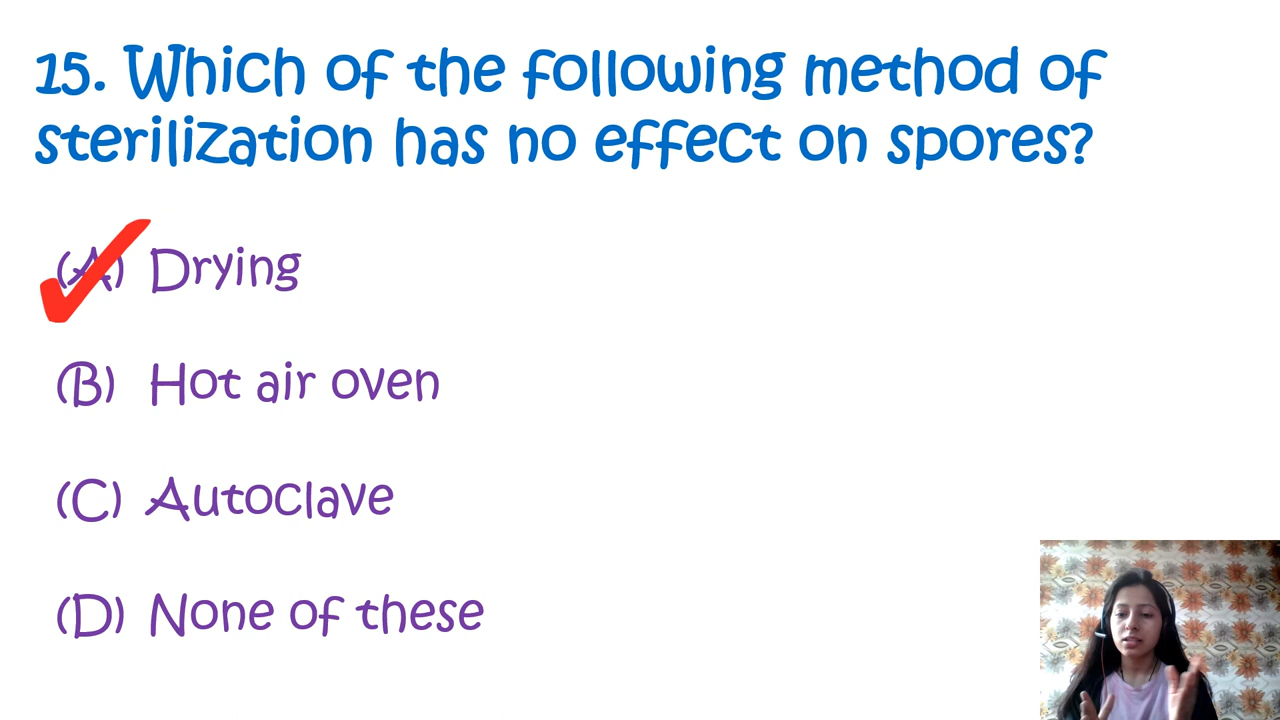 15. Which of the following method of
sterilization has no effect on spores?
(A) Drying
(B) Hot air oven
(C) Autoclave
(D) None of these